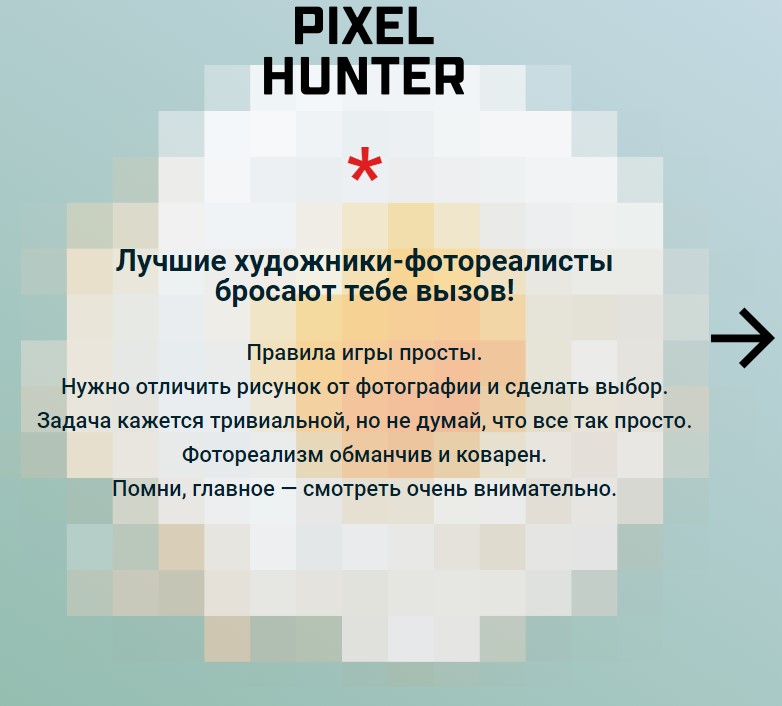 PIXEL
HUNTER
*
Лучшие художники-фотореалисты
бросают тебе вызов!
Правила игры просты.
Нужно отличить рисунок от фотографии и сделать выбор.
Задача кажется тривиальной, но не думай, что все так просто.
Фотореализм обманчив и коварен.
Помни, главное — смотреть очень внимательно.